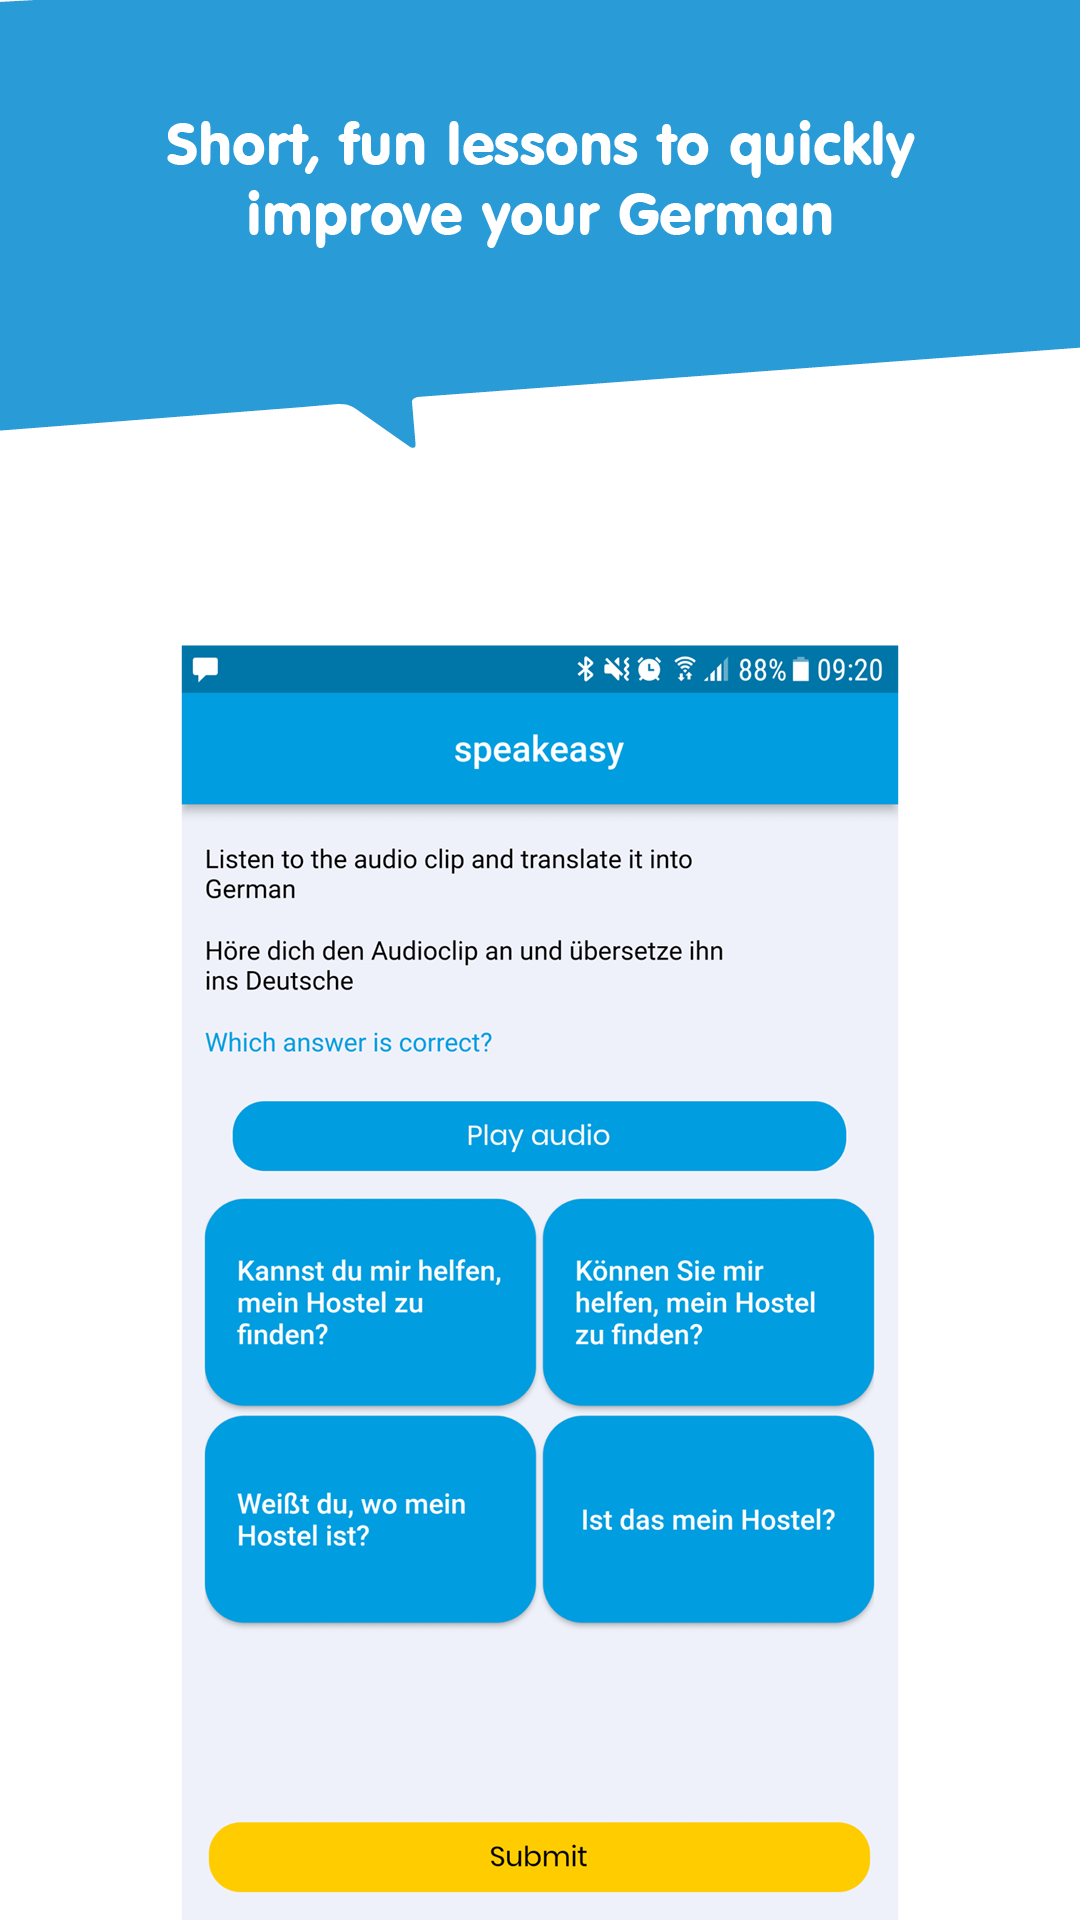 Short, fun lessons to quickly
improve your German
88% 09:20
speakeasy
Listen to the audio clip and translate it into
German
Höre dich den Audioclip an und übersetze ihn
ins Deutsche
Which answer is correct?
Play audio
Kannst du mir helfen,
mein Hostel zu
finden?
Können Sie mir
helfen, mein Hostel
zu finden?
Weißt du, wo mein
Hostel ist?
Ist das mein Hostel?
Submit